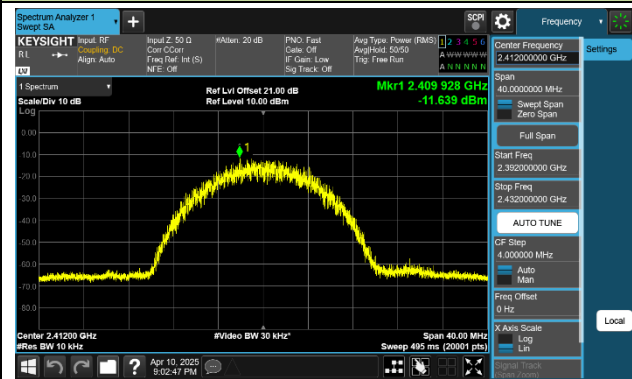 Spectrum Analyzer 1
Swept SA
+
SCPI
Frequency
KEYSIGHT
RL
Input: RF
Coupling: DC
Align: Auto
Input Z: 50 Ω
Corr CCorr
Freq Ref: Int (S)
NFE: Off
#Atten: 20 dB
PNO: Fast
Gate: Off
IF Gain: Low
Sig Track: Off
Avg Type: Power (RMS)
Avg|Hold: 50/50
Trig: Free Run
1 2 3 4 5 6
A W W W W W
A N N N N N
1 Spectrum
Scale/Div 10 dB
Log
Ref Lvl Offset 21.00 dB
Ref Level 10.00 dBm
Mkr1 2.409 928 GHz
-11.639 dBm
1
0.00
-10.0
-20.0
-30.0
-40.0
-50.0
-60.0
-70.0
-80.0
Center 2.41200 GHz
#Res BW 10 kHz
#Video BW 30 kHz*
Span 40.00 MHz
Sweep 495 ms (20001 pts)
Center Frequency
2.412000000 GHz
Span
40.0000000 MHz
Swept Span
Zero Span
Full Span
Start Freq
2.392000000 GHz
Stop Freq
2.432000000 GHz
AUTO TUNE
CF Step
4.000000 MHz
Auto
Man
Freq Offset
0 Hz
X Axis Scale
Log
Lin
Signal Track
(Span Zoom)
Settings
Local
?
Apr 10, 2025
9:02:47 PM